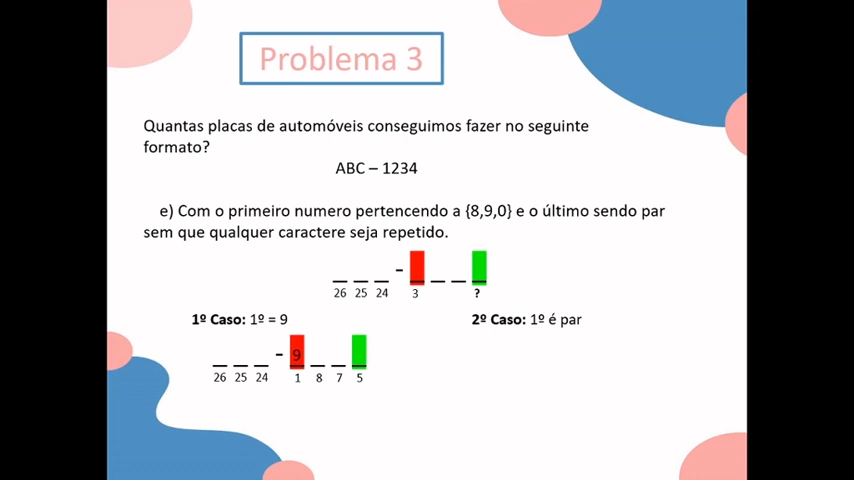 Problema 3
Quantas placas de automóveis conseguimos fazer no seguinte
formato?
ABC – 1234
e) Com o primeiro numero pertencendo a {8,9,0} e o último sendo par
sem que qualquer caractere seja repetido.
_ _ _ - _ _ _ _
26 25 24 3 ?
1º Caso: 1º = 9
2º Caso: 1º é par
_ _ _ - 9 _ _ _
26 25 24 1 8 7 5